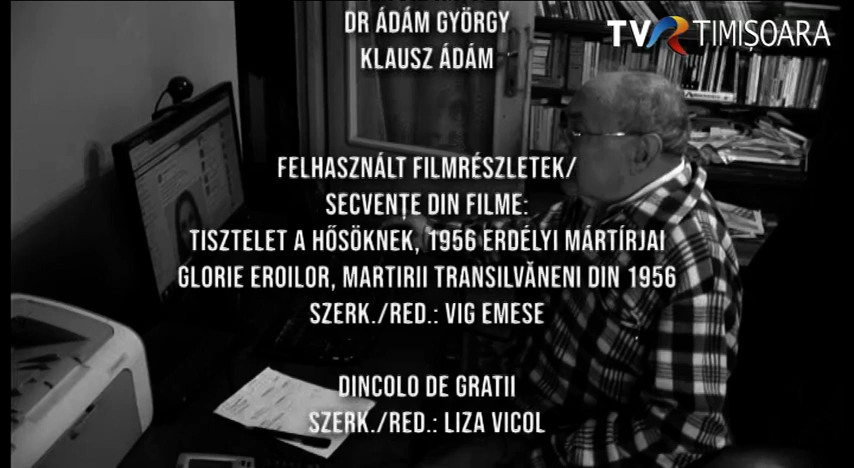 DR ÁDÁM GYÖRGY
TVR TIMIȘOARA
KLAUSZ ÁDÁM
FELHASZNÁLT FILMRÉSZLETEK/
SECVENȚE DIN FILME:
TISZTELET A HŐSÖKNEK, 1956 ERDÉLYI MÁRTÍRJAI
GLORIE EROILOR, MARTIRII TRANSILVĂNENI DIN 1956
SZERK./RED.: VIG EMESE
DINCOLO DE GRATII
SZERK./RED.: LIZA VICOL